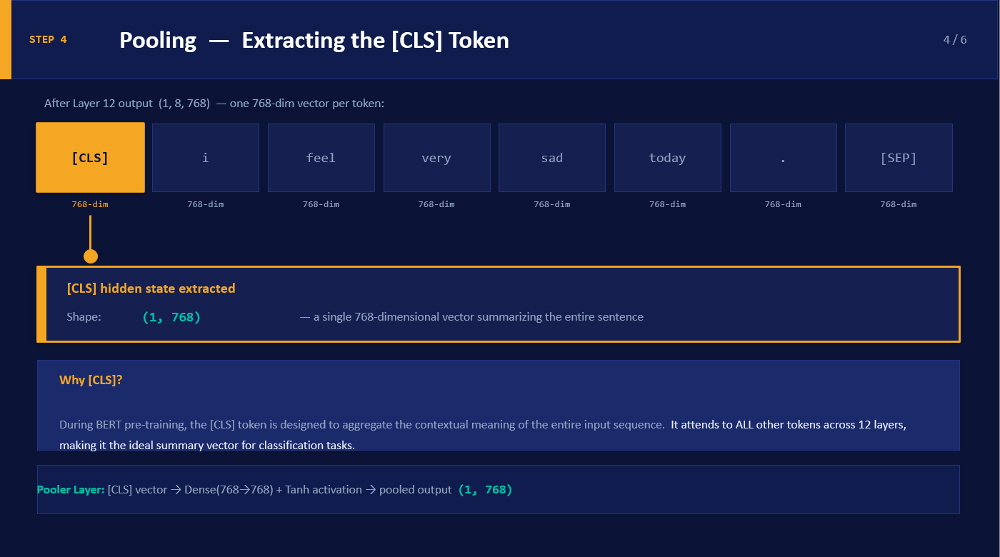 STEP 4
Pooling — Extracting the [CLS] Token
4 / 6
After Layer 12 output (1, 8, 768) — one 768-dim vector per token:
[CLS] i feel very sad today . [SEP]
768-dim 768-dim 768-dim 768-dim 768-dim 768-dim 768-dim 768-dim
[CLS] hidden state extracted
Shape: (1, 768) — a single 768-dimensional vector summarizing the entire sentence
Why [CLS]?
During BERT pre-training, the [CLS] token is designed to aggregate the contextual meaning of the entire input sequence. It attends to ALL other tokens across 12 layers,
making it the ideal summary vector for classification tasks.
Pooler Layer: [CLS] vector → Dense(768→768) + Tanh activation → pooled output (1, 768)